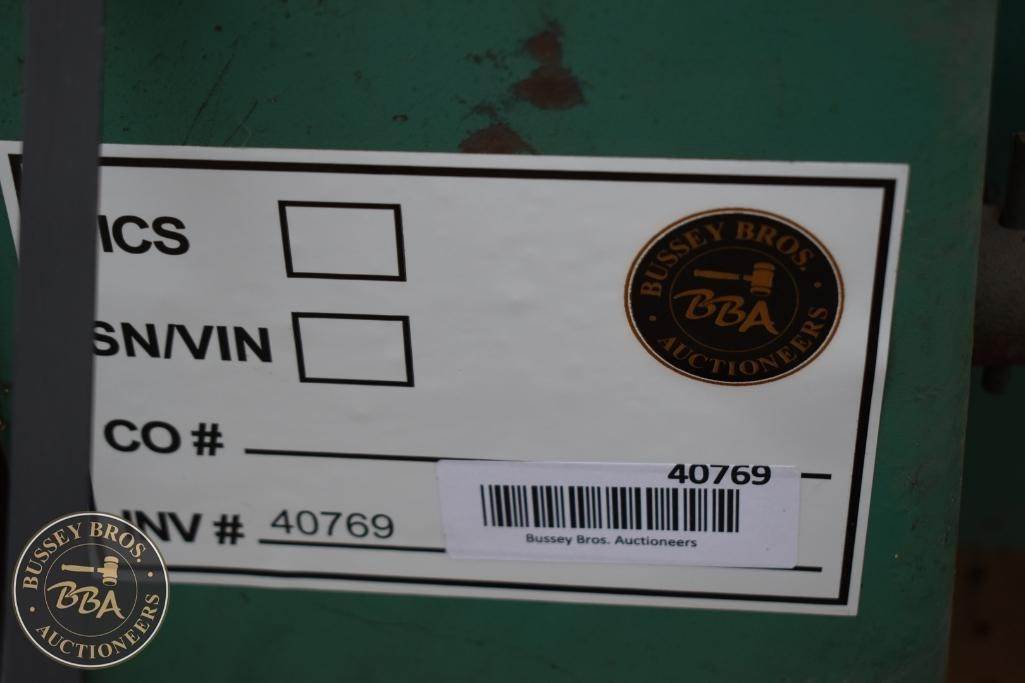 ICS
BUSSEY BROS.
BBA
AUCTIONEERS
SN/VIN
CO #
40769
INV # 40769
Bussey Bros. Auctioneers
BUSSEY BROS.
BBA
AUCTIONEERS